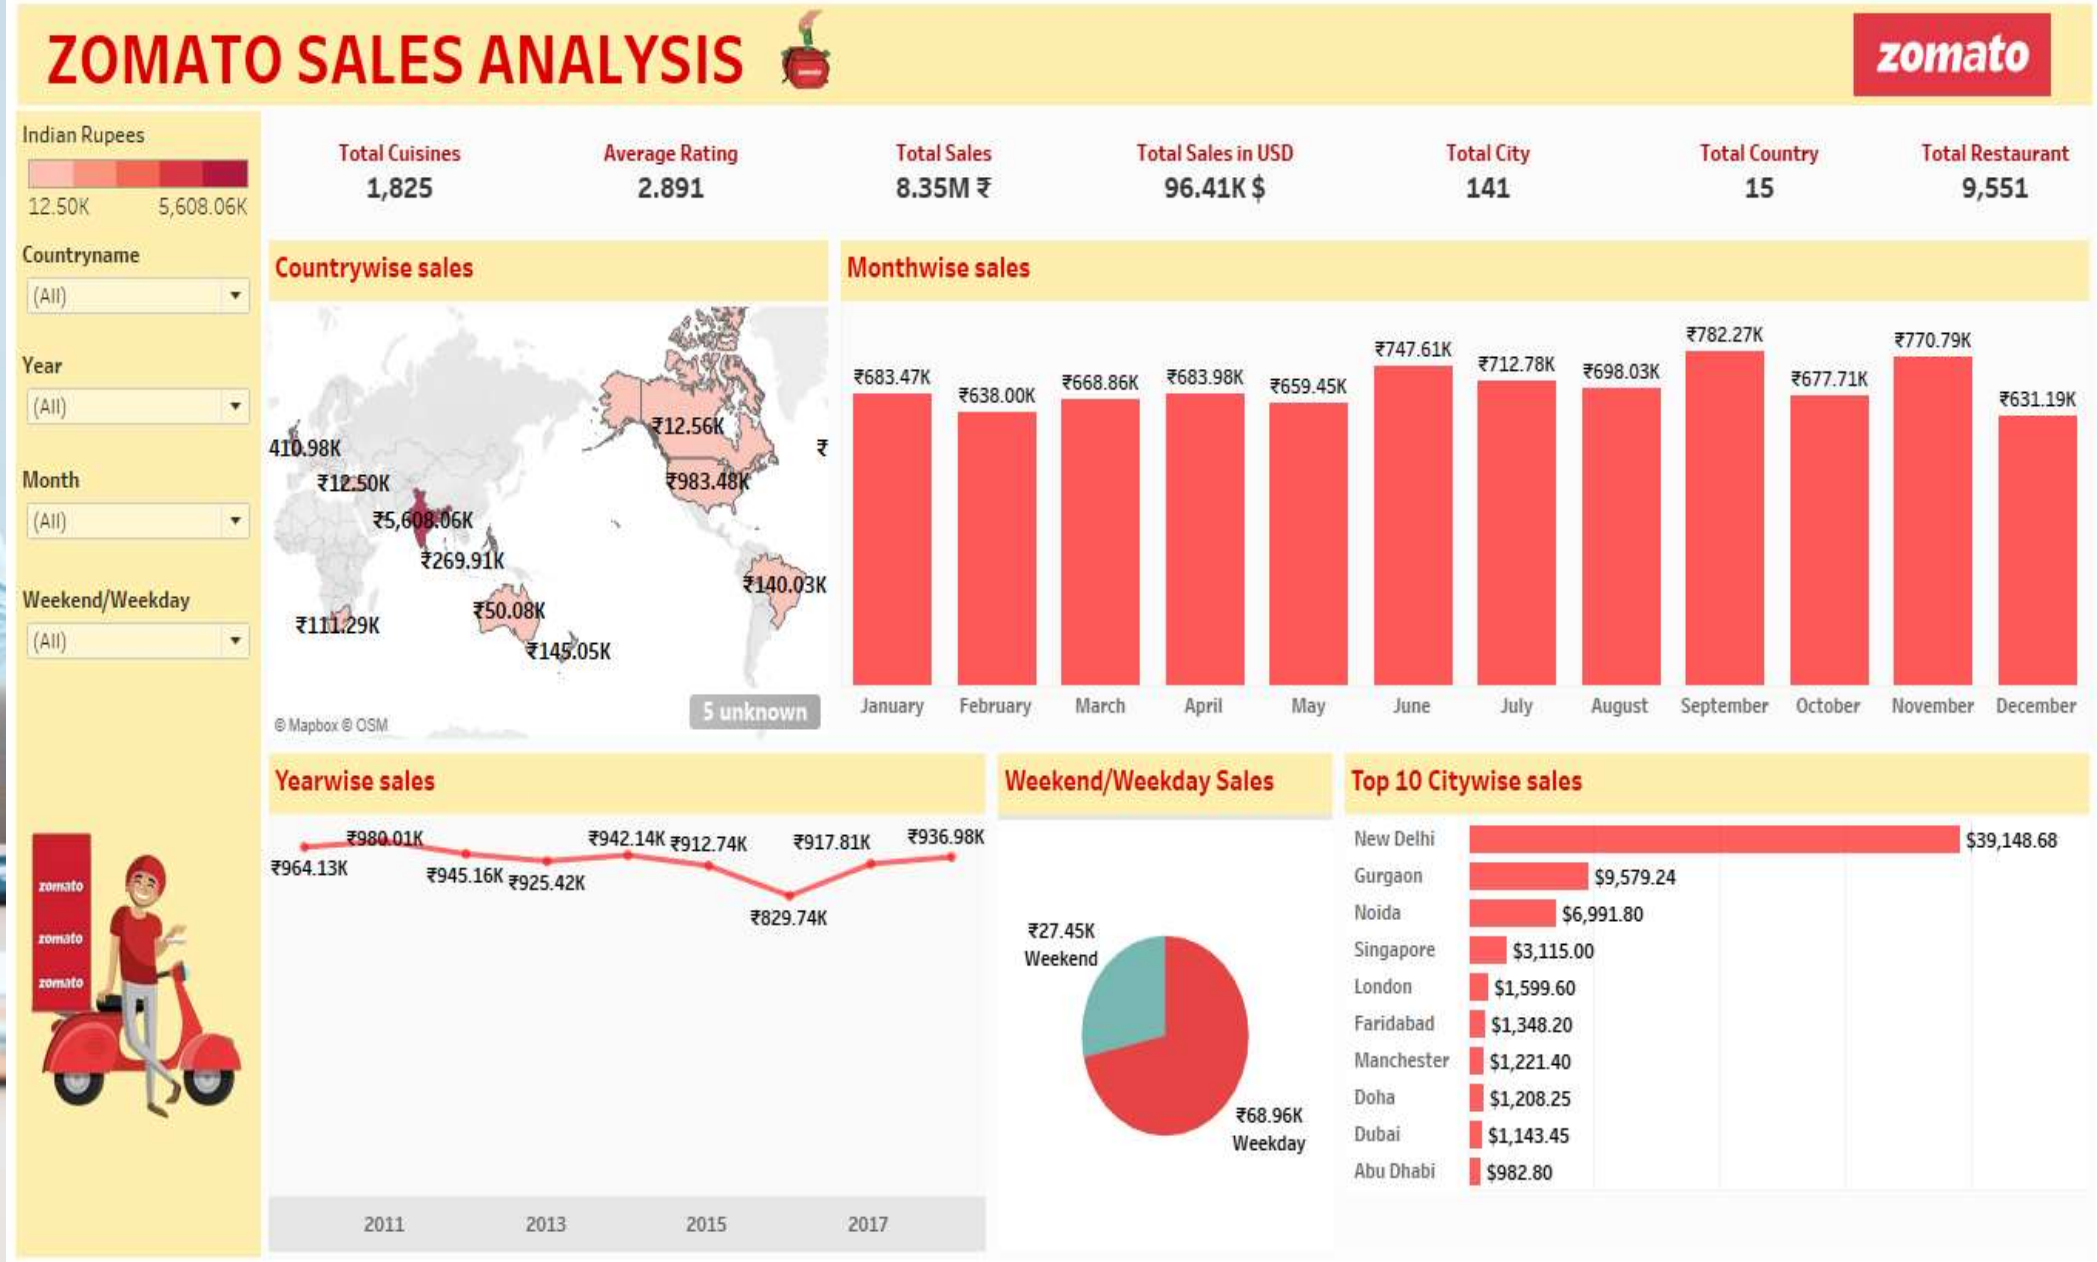 ZOMATO SALES ANALYSIS
zomato
Indian Rupees
12.50K 5,608.06K
Countryname
(All)
Year
(All)
Month
(All)
Weekend/Weekday
(All)
zomato
zomato
zomato
Total Cuisines
1,825
Average Rating
2.891
Total Sales
8.35M ₹
Total Sales in USD
96.41K $
Total City
141
Total Country
15
Total Restaurant
9,551
Countrywise sales
₹12.56K
410.98K
₹
₹12.50K
₹983.48K
₹5,608.06K
₹269.91K
₹140.03K
₹50.08K
₹111.29K
₹145.05K
5 unknown
© Mapbox © OSM
Monthwise sales
₹683.47K
₹638.00K
₹668.86K
₹683.98K
₹659.45K
₹747.61K
₹712.78K
₹698.03K
₹782.27K
₹677.71K
₹770.79K
₹631.19K
January February March April May June July August September October November December
Yearwise sales
₹964.13K
₹980.01K
₹945.16K
₹925.42K
₹942.14K
₹912.74K
₹829.74K
₹917.81K
₹936.98K
2011 2013 2015 2017
Weekend/Weekday Sales
₹27.45K
Weekend
₹68.96K
Weekday
Top 10 Citywise sales
New Delhi $39,148.68
Gurgaon $9,579.24
Noida $6,991.80
Singapore $3,115.00
London $1,599.60
Faridabad $1,348.20
Manchester $1,221.40
Doha $1,208.25
Dubai $1,143.45
Abu Dhabi $982.80